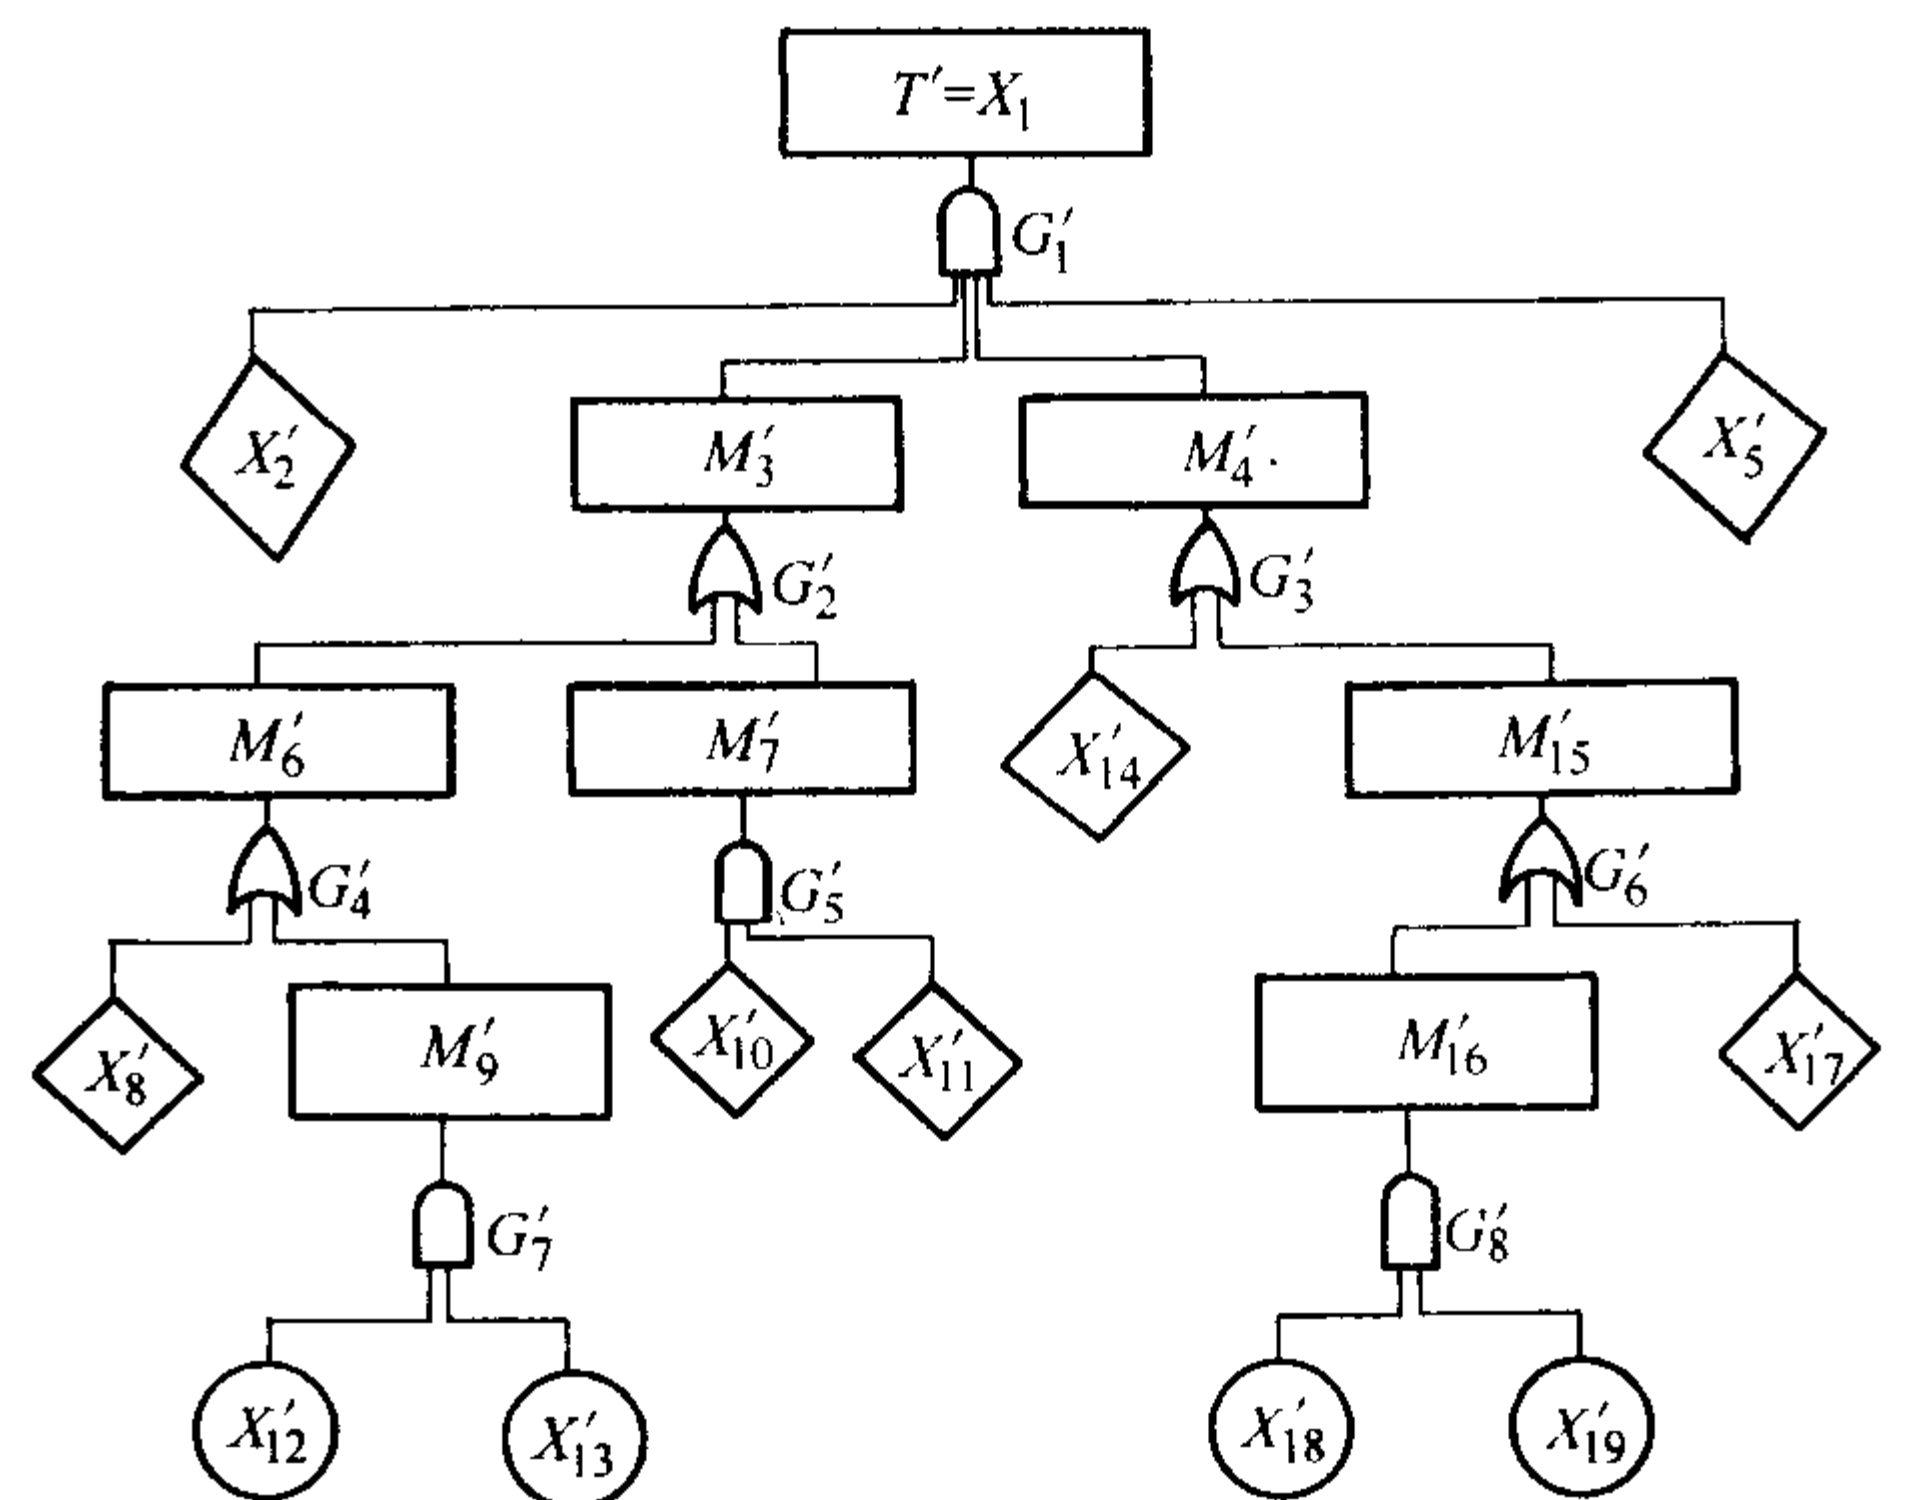 T′=X₁
G′₁
X′₂
M′₃
M′₄.
X′₅
G′₂
G′₃
M′₆
M′₇
X′₁₄
M′₁₅
G′₄
G′₅
G′₆
X′₈
M′₉
X′₁₀
X′₁₁
M′₁₆
X′₁₇
G′₇
G′₈
X′₁₂
X′₁₃
X′₁₈
X′₁₉